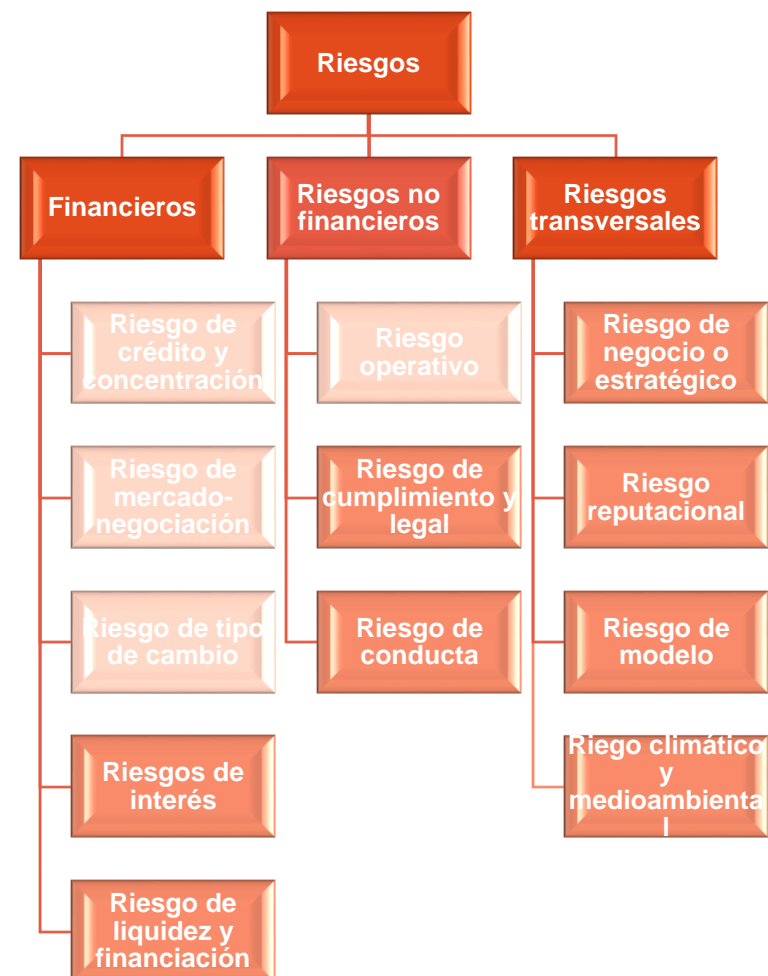 Riesgos
Financieros
Riesgo de
crédito y
concentración
Riesgo de
mercado-
negociación
Riesgo de tipo
de cambio
Riesgos de
interés
Riesgo de
liquidez y
financiación
Riesgos no
financieros
Riesgo
operativo
Riesgo de
cumplimiento y
legal
Riesgo de
conducta
Riesgos
transversales
Riesgo de
negocio o
estratégico
Riesgo
reputacional
Riesgo de
modelo
Riego climático
y
medioambienta
l